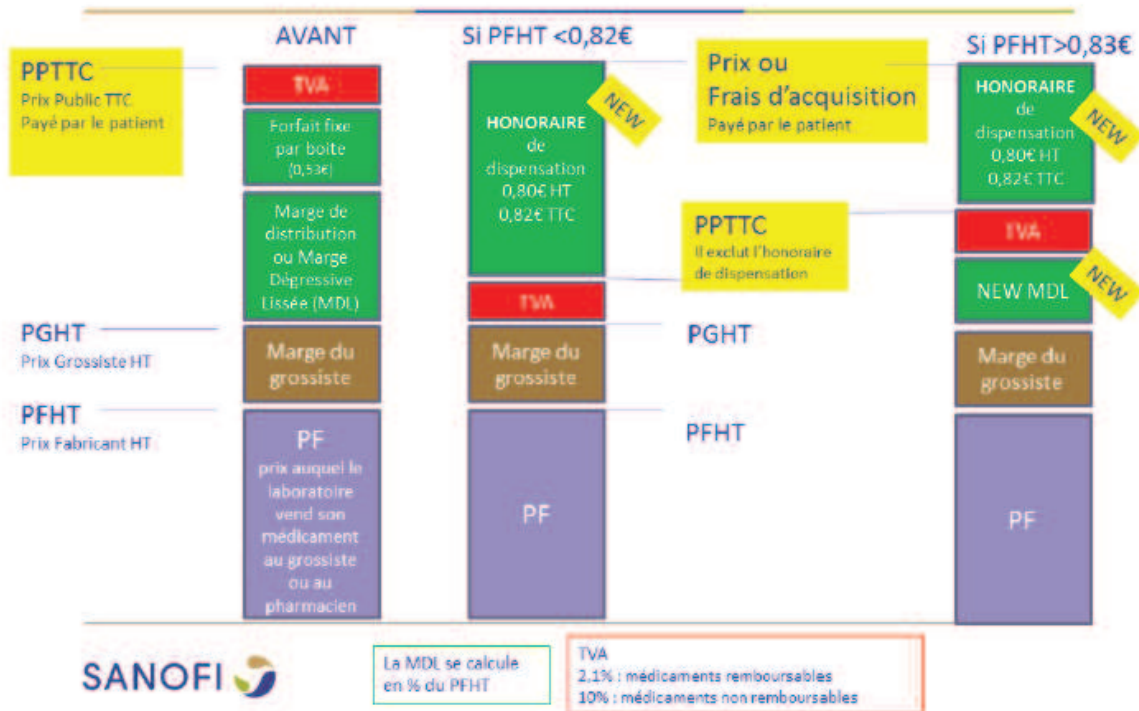 AVANT
Si PFHT <0,82€
Si PFHT>0,83€
PPTTC
Prix Public TTC
Payé par le patient
TVA
Forfait fixe
par boite
(0,53€)
Marge de
distribution
ou Marge
Dégressive
Lissée (MDL)
PGHT
Prix Grossiste HT
Marge du
grossiste
PFHT
Prix Fabricant HT
PF
prix auquel le
laboratoire
vend son
médicament
au grossiste
ou au
pharmacien
HONORAIRE
de
dispensation
0,80€ HT
0,82€ TTC
NEW
TVA
Marge du
grossiste
PF
Prix ou
Frais d'acquisition
Payé par le patient
PPTTC
Il exclut l'honoraire
de dispensation
PGHT
PFHT
HONORAIRE
de
dispensation
0,80€ HT
0,82€ TTC
NEW
TVA
NEW MDL
NEW
Marge du
grossiste
PF
SANOFI
La MDL se calcule
en % du PFHT
TVA
2,1% : médicaments remboursables
10% : médicaments non remboursables